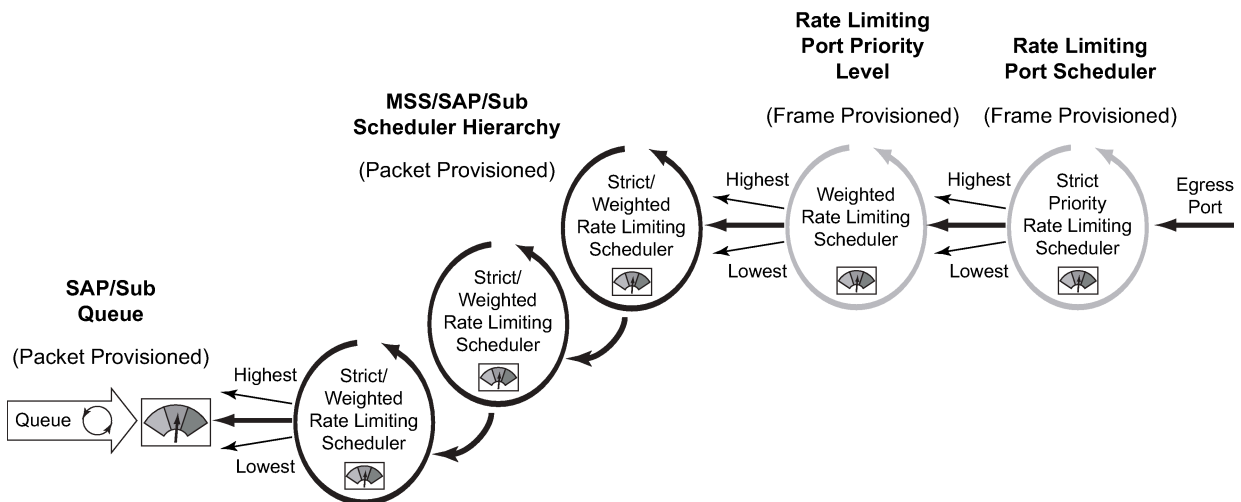 Rate Limiting
Port Priority
Level
(Frame Provisioned)
Rate Limiting
Port Scheduler
(Frame Provisioned)
MSS/SAP/Sub
Scheduler Hierarchy
(Packet Provisioned)
Strict/
Weighted
Rate Limiting
Scheduler
Highest
Lowest
Weighted
Rate Limiting
Scheduler
Highest
Lowest
Strict
Priority
Rate Limiting
Scheduler
Egress
Port
Strict/
Weighted
Rate Limiting
Scheduler
SAP/Sub
Queue
(Packet Provisioned)
Queue
Highest
Lowest
Strict/
Weighted
Rate Limiting
Scheduler